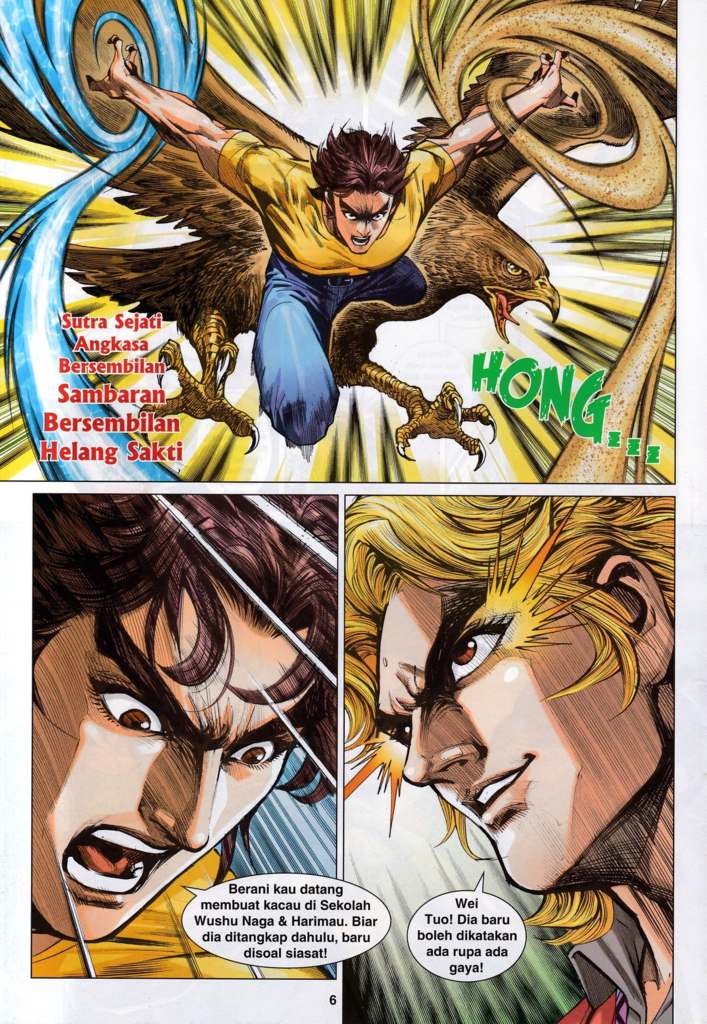 Sutra Sejati
Angkasa
Bersembilan
Sambaran
Bersembilan
Helang Sakti
HONG...
Berani kau datang
membuat kacau di Sekolah
Wushu Naga & Harimau. Biar
dia ditangkap dahulu, baru
disoal siasat!
Wei
Tuo! Dia baru
boleh dikatakan
ada rupa ada
gaya!
6